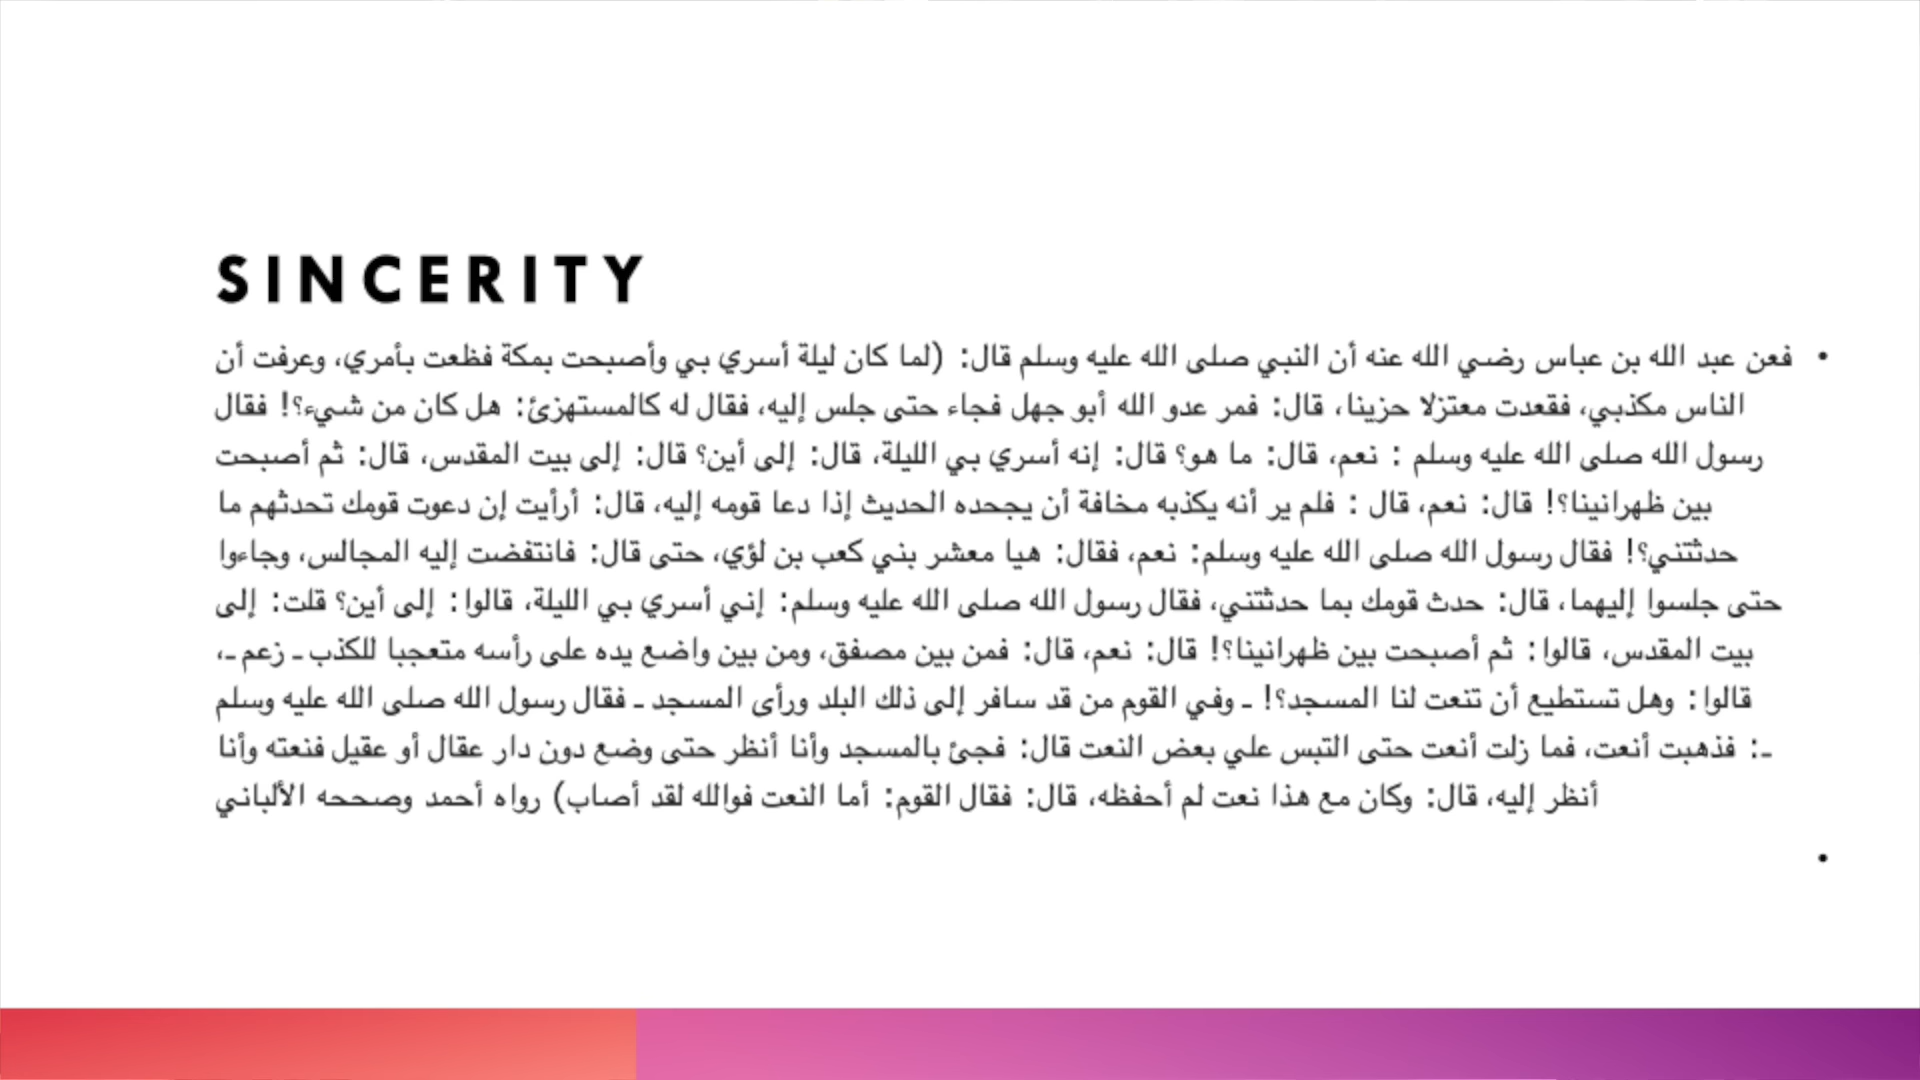 SINCERITY
• فعن عبد الله بن عباس رضي الله عنه أن النبي صلى الله عليه وسلم قال: (لما كان ليلة أسري بي وأصبحت بمكة فظعت بأمري، وعرفت أن
الناس مكذبي، فقعدت معتزلا حزينا، قال: فمر عدو الله أبو جهل فجاء حتى جلس إليه، فقال له كالمستهزئ: هل كان من شيء؟! فقال
رسول الله صلى الله عليه وسلم : نعم، قال: ما هو؟ قال: إنه أسري بي الليلة، قال: إلى أين؟ قال: إلى بيت المقدس، قال: ثم أصبحت
بين ظهرانينا؟! قال: نعم، قال : فلم ير أنه يكذبه مخافة أن يجحده الحديث إذا دعا قومه إليه، قال: أرأيت إن دعوت قومك تحدثهم ما
حدثتني؟! فقال رسول الله صلى الله عليه وسلم: نعم، فقال: هيا معشر بني كعب بن لؤي، حتى قال: فانتفضت إليه المجالس، وجاءوا
حتى جلسوا إليهما، قال: حدث قومك بما حدثتني، فقال رسول الله صلى الله عليه وسلم: إني أسري بي الليلة، قالوا: إلى أين؟ قلت: إلى
بيت المقدس، قالوا: ثم أصبحت بين ظهرانينا؟! قال: نعم، قال: فمن بين مصفق، ومن بين واضع يده على رأسه متعجبا للكذب ـ زعم ـ،
قالوا: وهل تستطيع أن تنعت لنا المسجد؟! ـ وفي القوم من قد سافر إلى ذلك البلد ورأى المسجد ـ فقال رسول الله صلى الله عليه وسلم
ـ: فذهبت أنعت، فما زلت أنعت حتى التبس علي بعض النعت قال: فجئ بالمسجد وأنا أنظر حتى وضع دون دار عقال أو عقيل فنعته وأنا
أنظر إليه، قال: وكان مع هذا نعت لم أحفظه، قال: فقال القوم: أما النعت فوالله لقد أصاب) رواه أحمد وصححه الألباني
•